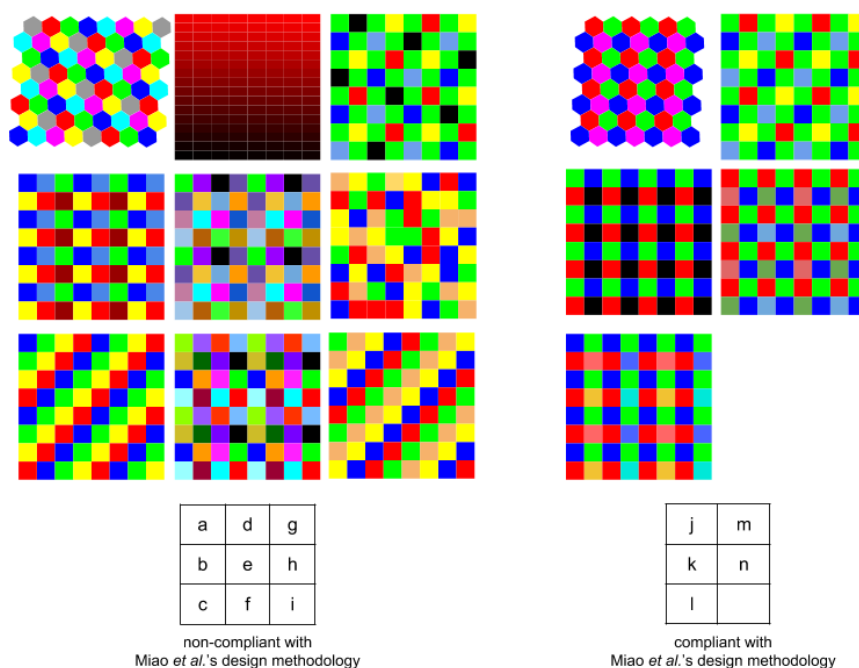 a d g
b e h
c f i
non-compliant with
Miao et al.'s design methodology
j m
k n
l
compliant with
Miao et al.'s design methodology